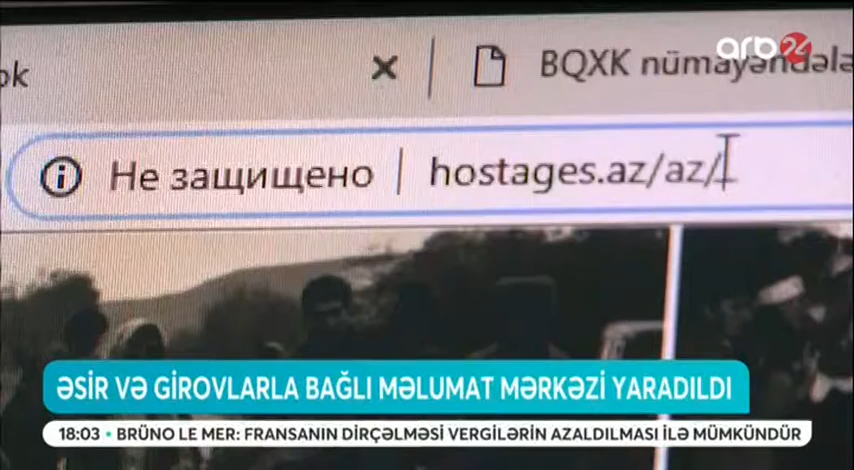 arb 24
ok
BQXK nümayəndələ
Не защищено | hostages.az/az/
ƏSİR VƏ GİROVLARLA BAĞLI MƏLUMAT MƏRKƏZİ YARADILDI
18:03 • BRÜNO LE MER: FRANSANIN DİRÇƏLMƏSİ VERGİLƏRİN AZALDILMASI İLƏ MÜMKÜNDÜR